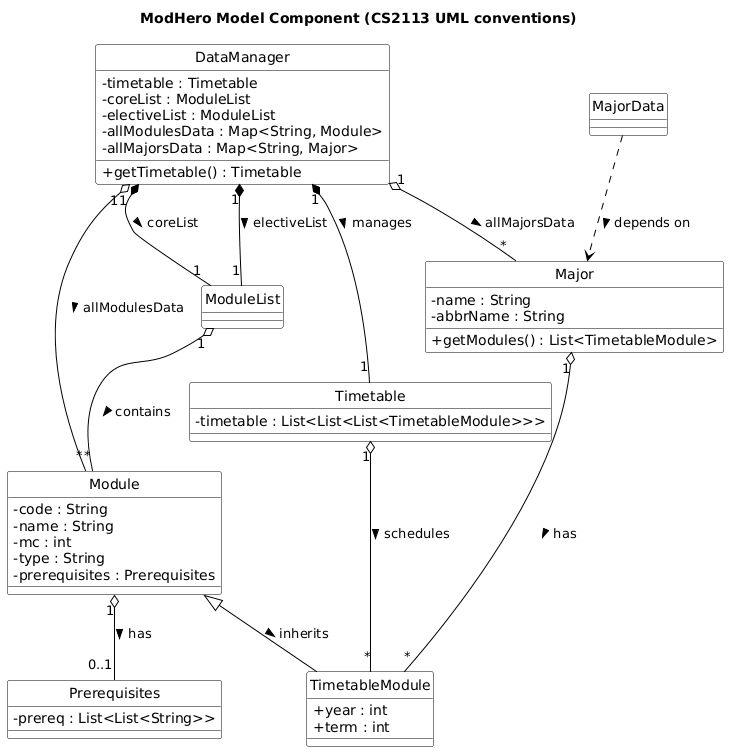 ModHero Model Component (CS2113 UML conventions)
DataManager
-timetable : Timetable
-coreList : ModuleList
-electiveList : ModuleList
-allModulesData : Map<String, Module>
-allMajorsData : Map<String, Major>
+getTimetable() : Timetable
MajorData
1
1
1
1
1
coreList
electiveList
manages
allMajorsData
depends on
1
1
*
ModuleList
Major
-name : String
-abbrName : String
+getModules() : List<TimetableModule>
allModulesData
1
1
1
Timetable
-timetable : List<List<List<TimetableModule>>>
contains
*
*
1
Module
-code : String
-name : String
-mc : int
-type : String
-prerequisites : Prerequisites
schedules
has
1
has
inherits
0..1
*
*
Prerequisites
-prereq : List<List<String>>
TimetableModule
+year : int
+term : int